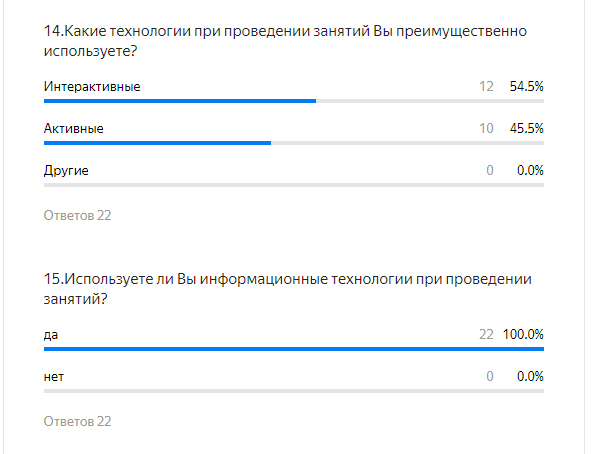 14.Какие технологии при проведении занятий Вы преимущественно
используете?
Интерактивные 12 54.5%
Активные 10 45.5%
Другие 0 0.0%
Ответов 22
15.Используете ли Вы информационные технологии при проведении
занятий?
да 22 100.0%
нет 0 0.0%
Ответов 22